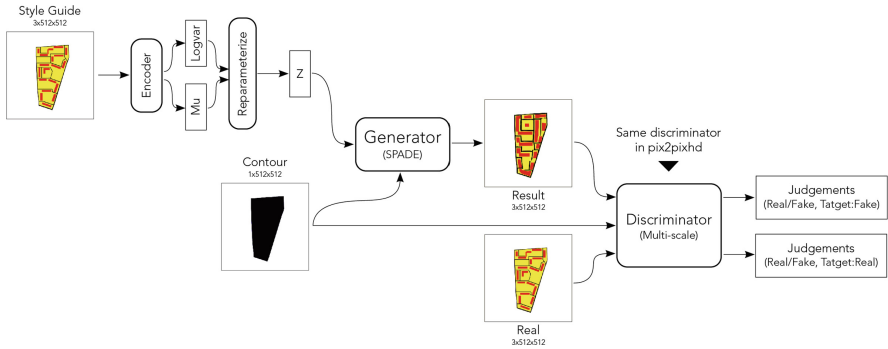 Style Guide
3x512x512
Encoder
Logvar
Mu
Reparameterize
Z
Generator
(SPADE)
Contour
1x512x512
Result
3x512x512
Real
3x512x512
Same discriminator
in pix2pixhd
Discriminator
(Multi-scale)
Judgements
(Real/Fake, Tatget:Fake)
Judgements
(Real/Fake, Tatget:Real)